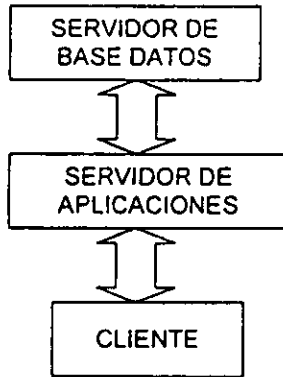 SERVIDOR DE
BASE DATOS
SERVIDOR DE
APLICACIONES
CLIENTE